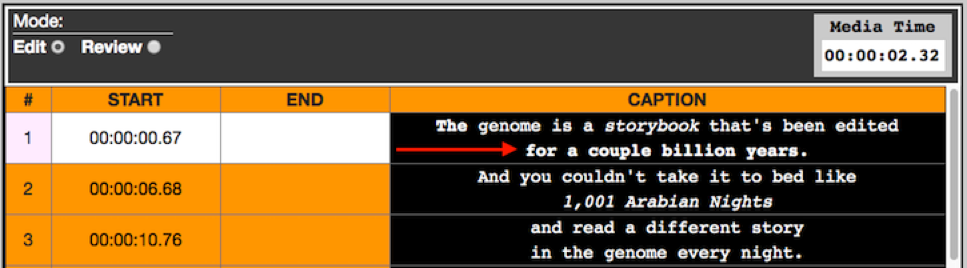 Mode:
Edit Review
Media Time
00:00:02.32
# START END CAPTION
1 00:00:00.67 The genome is a storybook that's been edited
for a couple billion years.
2 00:00:06.68 And you couldn't take it to bed like
1,001 Arabian Nights
3 00:00:10.76 and read a different story
in the genome every night.